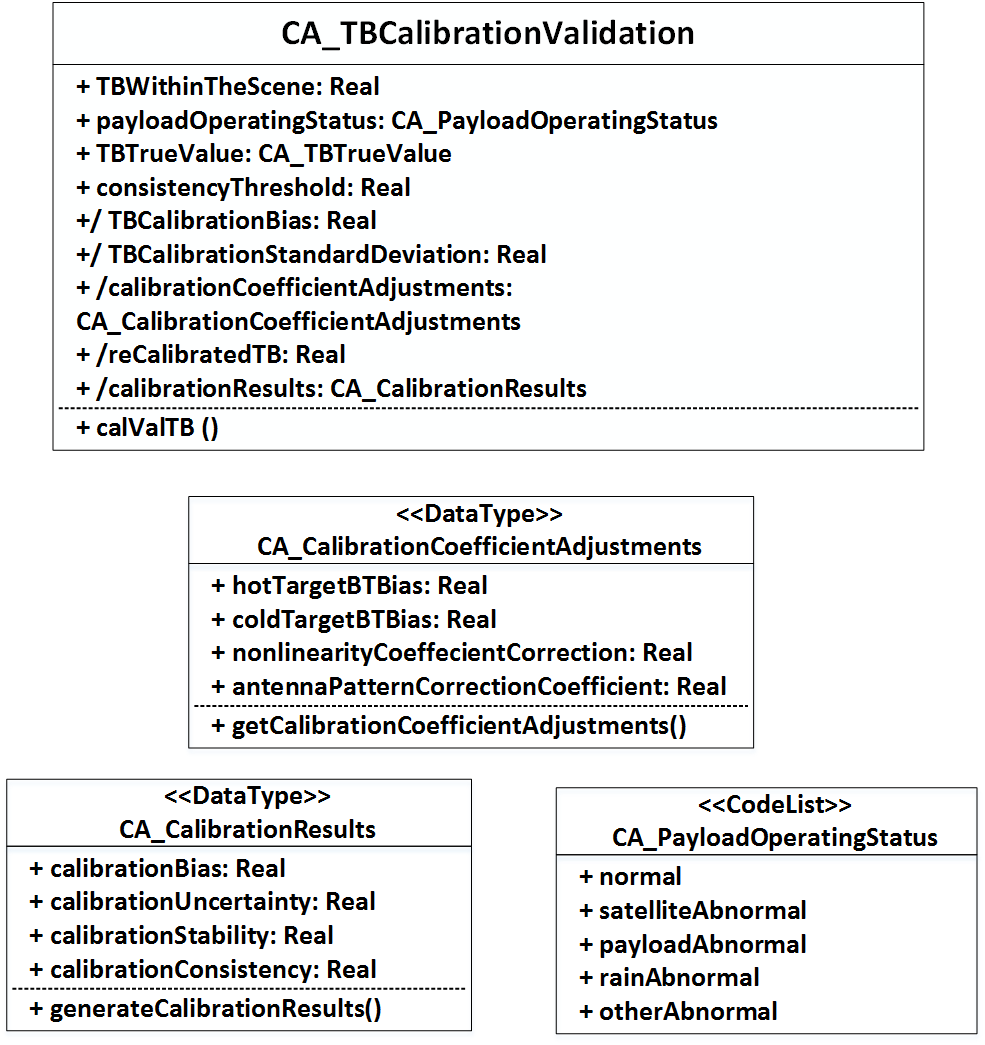 CA_TBCalibrationValidation
+ TBWithinTheScene: Real
+ payloadOperatingStatus: CA_PayloadOperatingStatus
+ TBTrueValue: CA_TBTrueValue
+ consistencyThreshold: Real
+/ TBCalibrationBias: Real
+/ TBCalibrationStandardDeviation: Real
+ /calibrationCoefficientAdjustments:
CA_CalibrationCoefficientAdjustments
+ /reCalibratedTB: Real
+ /calibrationResults: CA_CalibrationResults
+ calValTB ()
<<DataType>>
CA_CalibrationCoefficientAdjustments
+ hotTargetBTBias: Real
+ coldTargetBTBias: Real
+ nonlinearityCoeffecientCorrection: Real
+ antennaPatternCorrectionCoefficient: Real
+ getCalibrationCoefficientAdjustments()
<<DataType>>
CA_CalibrationResults
+ calibrationBias: Real
+ calibrationUncertainty: Real
+ calibrationStability: Real
+ calibrationConsistency: Real
+ generateCalibrationResults()
<<CodeList>>
CA_PayloadOperatingStatus
+ normal
+ satelliteAbnormal
+ payloadAbnormal
+ rainAbnormal
+ otherAbnormal